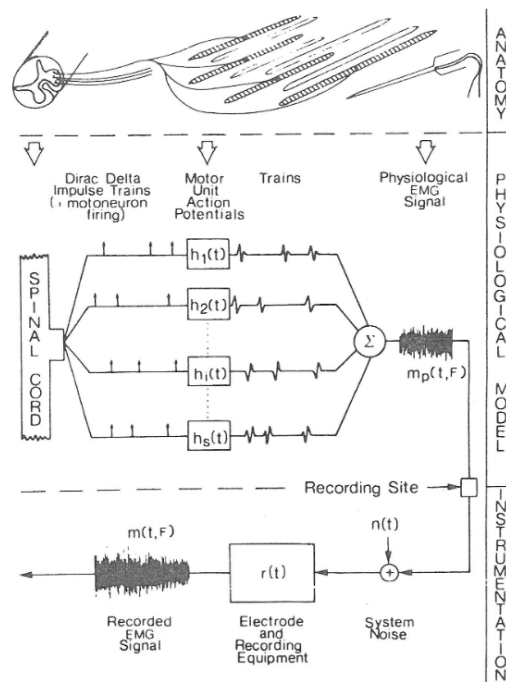 ANATOMY
Dirac Delta
Impulse Trains
(, motoneuron
firing)
Motor
Unit
Action
Potentials
Trains
Physiological
EMG
Signal
PHYSIOLOGICAL MODEL
SPINAL CORD
h₁(t)
h₂(t)
hᵢ(t)
hₛ(t)
Σ
mₚ(t,F)
Recording Site
INSTRUMENTATION
m(t,F)
n(t)
r(t)
+
Recorded
EMG
Signal
Electrode and
Recording
Equipment
System
Noise